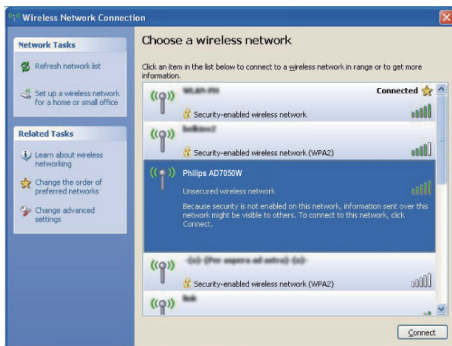 Wireless Network Connection
Network Tasks
Refresh network list
Set up a wireless network
for a home or small office
Related Tasks
Learn about wireless
networking
Change the order of
preferred networks
Change advanced
settings
Choose a wireless network
Click an item in the list below to connect to a wireless network in range or to get more
information.
Connected
Security-enabled wireless network
Security-enabled wireless network (WPA2)
Philips AD7050W
Unsecured wireless network
Because security is not enabled on this network, information sent over this
network might be visible to others. To connect to this network, click
Connect.
Security-enabled wireless network (WPA2)
Connect